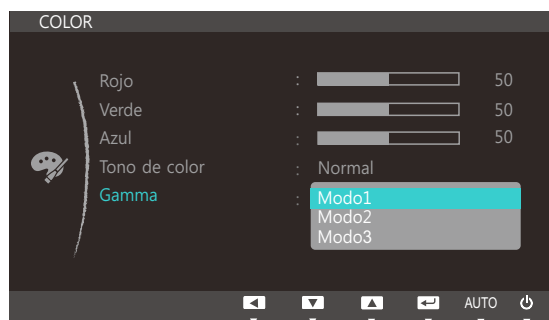 COLOR
Rojo : 50
Verde : 50
Azul : 50
Tono de color : Normal
Gamma : Modo1
Modo2
Modo3
AUTO